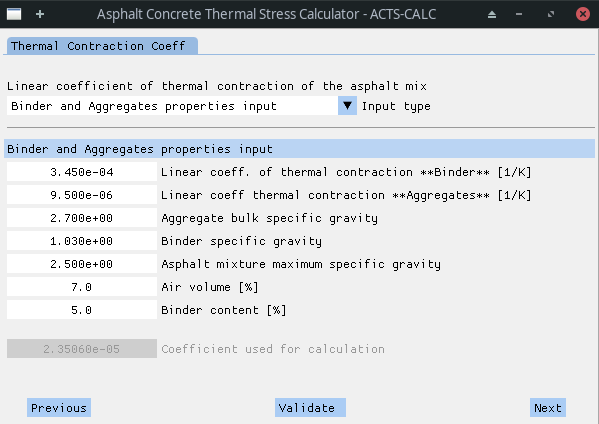 Asphalt Concrete Thermal Stress Calculator - ACTS-CALC
Thermal Contraction Coeff
Linear coefficient of thermal contraction of the asphalt mix
Binder and Aggregates properties input Input type
Binder and Aggregates properties input
3.450e-04 Linear coeff. of thermal contraction **Binder** [1/K]
9.500e-06 Linear coeff thermal contraction **Aggregates** [1/K]
2.700e+00 Aggregate bulk specific gravity
1.030e+00 Binder specific gravity
2.500e+00 Asphalt mixture maximum specific gravity
7.0 Air volume [%]
5.0 Binder content [%]
2.35060e-05 Coefficient used for calculation
Previous Validate Next